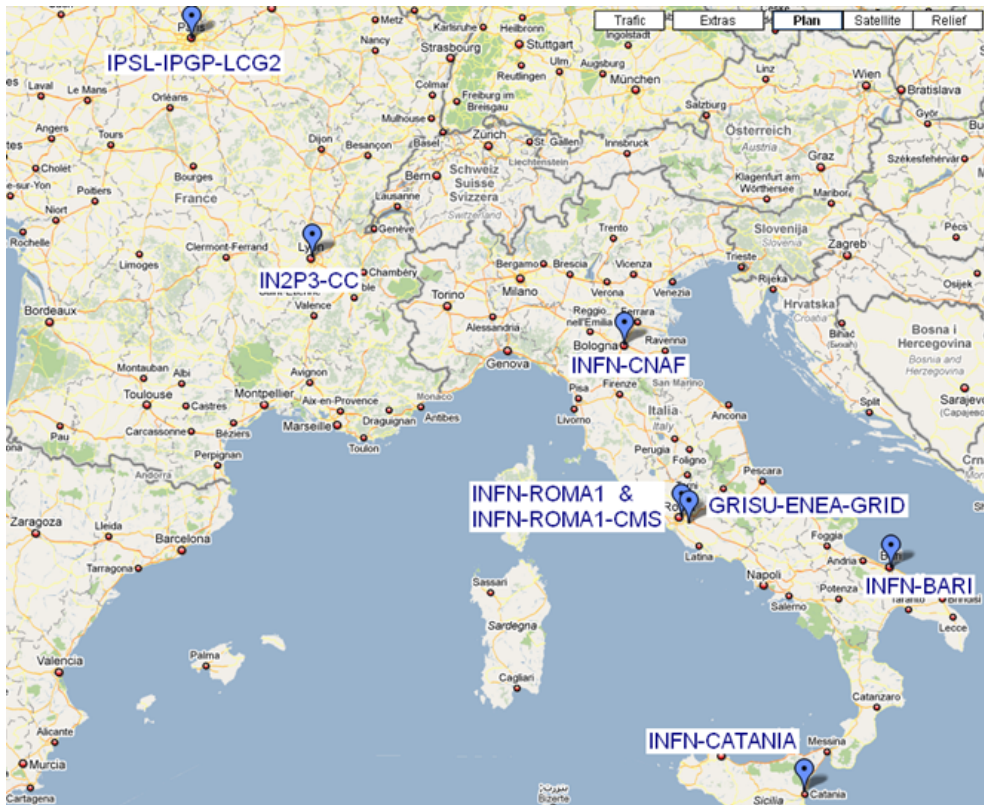 Trafic
Extras
Plan
Satellite
Relief
Paris
IPSL-IPGP-LCG2
Metz
Nancy
Karlsruhe
Heilbronn
Strasbourg
Stuttgart
Ingolstadt
Reutlingen
Ulm
Augsburg
München
Linz
Wien
Bratislava
Laval
Le Mans
Orléans
Colmar
Freiburg im
Breisgau
Mulhouse
Salzburg
Győr
Angers
Tours
Cholët
Bourges
Dijon
Besançon
Basel
Zürich
St. Gallen
Liechtenstein
Innsbruck
Österreich
Austria
Graz
Székesfehérvár
e-sur-Yon
Poitiers
France
Bern
Schweiz
Suisse
Svizzera
Switzerland
Klagenfurt am
Wörthersee
Maribor
Niort
Rochelle
Lausanne
Genève
Trento
Slovenija
Slovenia
Zagreb
Pécs
Limoges
Clermont-Ferrand
Lyon
IN2P3-CC
Chambéry
Bergamo
Brescia
Vicenza
Trieste
Rijeka
Osijek
Milano
Verona
Venezia
Hrvatska
Croatia
Bordeaux
Valence
Torino
Alessandria
Reggio
nell'Emilia
Ferrara
Bologna
Ravenna
INFN-CNAF
Genova
Bihać
(Бихаћ)
Bosna i
Hercegovina
Bosnia and
Herzegovina
Montauban
Albi
Avignon
Toulouse
Castres
Montpellier
Aix-en-Provence
Monaco
Antibes
Draguignan
Pisa
Firenze
San Marino
Livorno
Italia
Italy
Ancona
Split
Sarajevo
Pau
Carcassonne
Béziers
Marseille
Toulon
Perpignan
Andorra
Perugia
Foligno
Terni
Pescara
INFN-ROMA1 &
INFN-ROMA1-CMS
GRISU-ENEA-GRID
Zaragoza
Lleida
Barcelona
Tarragona
Latina
Foggia
Andria
Bari
INFN-BARI
Napoli
Salerno
Potenza
Taranto
Brindisi
Lecce
Sassari
Sardegna
Cagliari
Valencia
Palma
Catanzaro
Alicante
Murcia
Cartagena
INFN-CATANIA
Messina
Catania
Sicilia
بنزرت
Bizerte